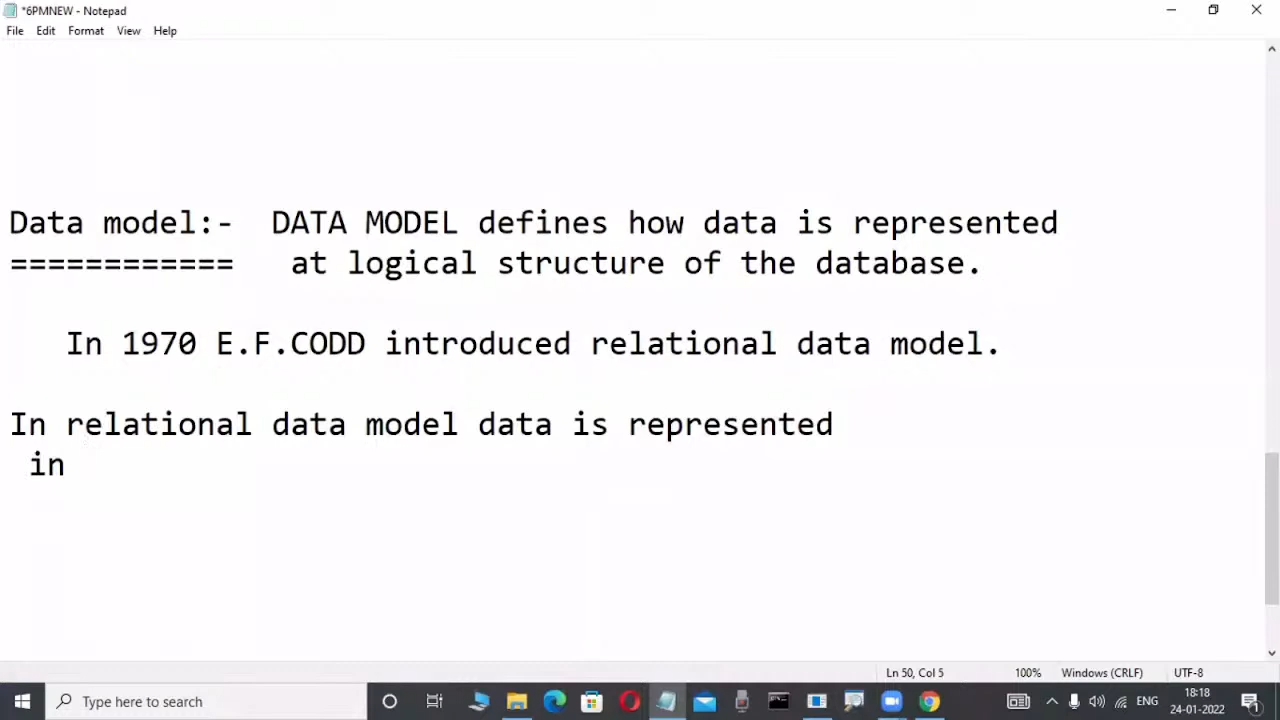 *6PMNEW - Notepad
File Edit Format View Help
Data model:- DATA MODEL defines how data is represented
============ at logical structure of the database.
In 1970 E.F.CODD introduced relational data model.
In relational data model data is represented
in
Ln 50, Col 5 100% Windows (CRLF) UTF-8
Type here to search
ENG
18:18
24-01-2022
1